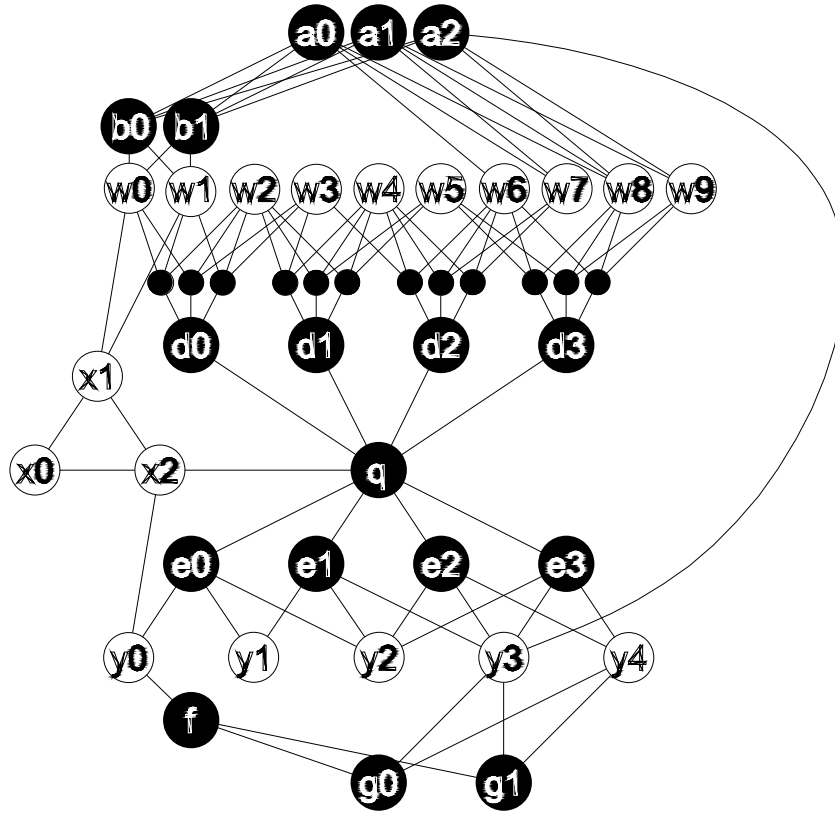 a0 a1 a2
b0 b1
w0 w1 w2 w3 w4 w5 w6 w7 w8 w9
d0 d1 d2 d3
x1
x0 x2 q
e0 e1 e2 e3
y0 y1 y2 y3 y4
f
g0 g1